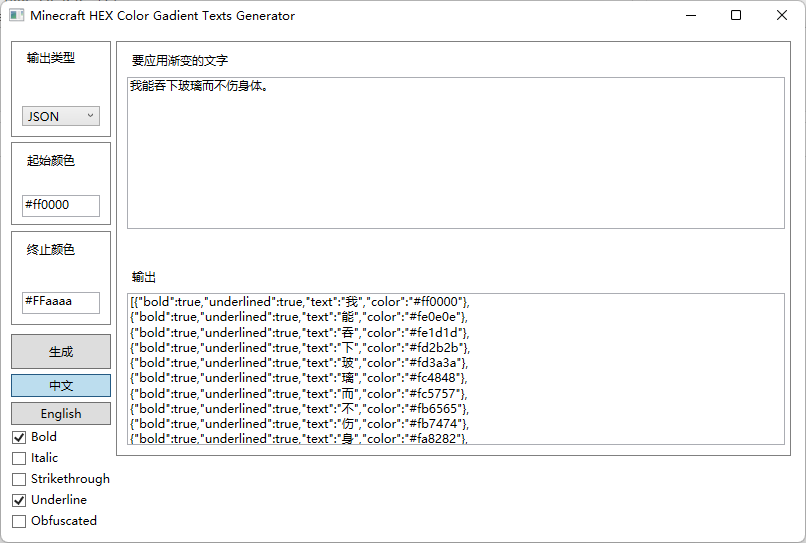 Minecraft HEX Color Gadient Texts Generator
输出类型
JSON
起始颜色
#ff0000
终止颜色
#FFaaaa
生成
中文
English
Bold
Italic
Strikethrough
Underline
Obfuscated
要应用渐变的文字
我能吞下玻璃而不伤身体。
输出
[{"bold":true,"underlined":true,"text":"我","color":"#ff0000"},
{"bold":true,"underlined":true,"text":"能","color":"#fe0e0e"},
{"bold":true,"underlined":true,"text":"吞","color":"#fe1d1d"},
{"bold":true,"underlined":true,"text":"下","color":"#fd2b2b"},
{"bold":true,"underlined":true,"text":"玻","color":"#fd3a3a"},
{"bold":true,"underlined":true,"text":"璃","color":"#fc4848"},
{"bold":true,"underlined":true,"text":"而","color":"#fc5757"},
{"bold":true,"underlined":true,"text":"不","color":"#fb6565"},
{"bold":true,"underlined":true,"text":"伤","color":"#fb7474"},
{"bold":true,"underlined":true,"text":"身","color":"#fa8282"},